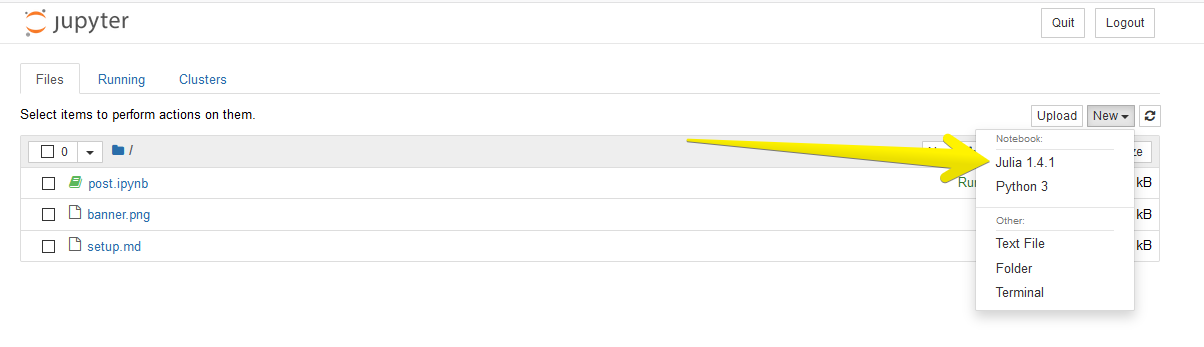 jupyter
Quit Logout
Files Running Clusters
Select items to perform actions on them.
Upload New
0 /
Notebook:
Julia 1.4.1
post.ipynb kB
Python 3
banner.png kB
Other:
setup.md kB
Text File
Folder
Terminal